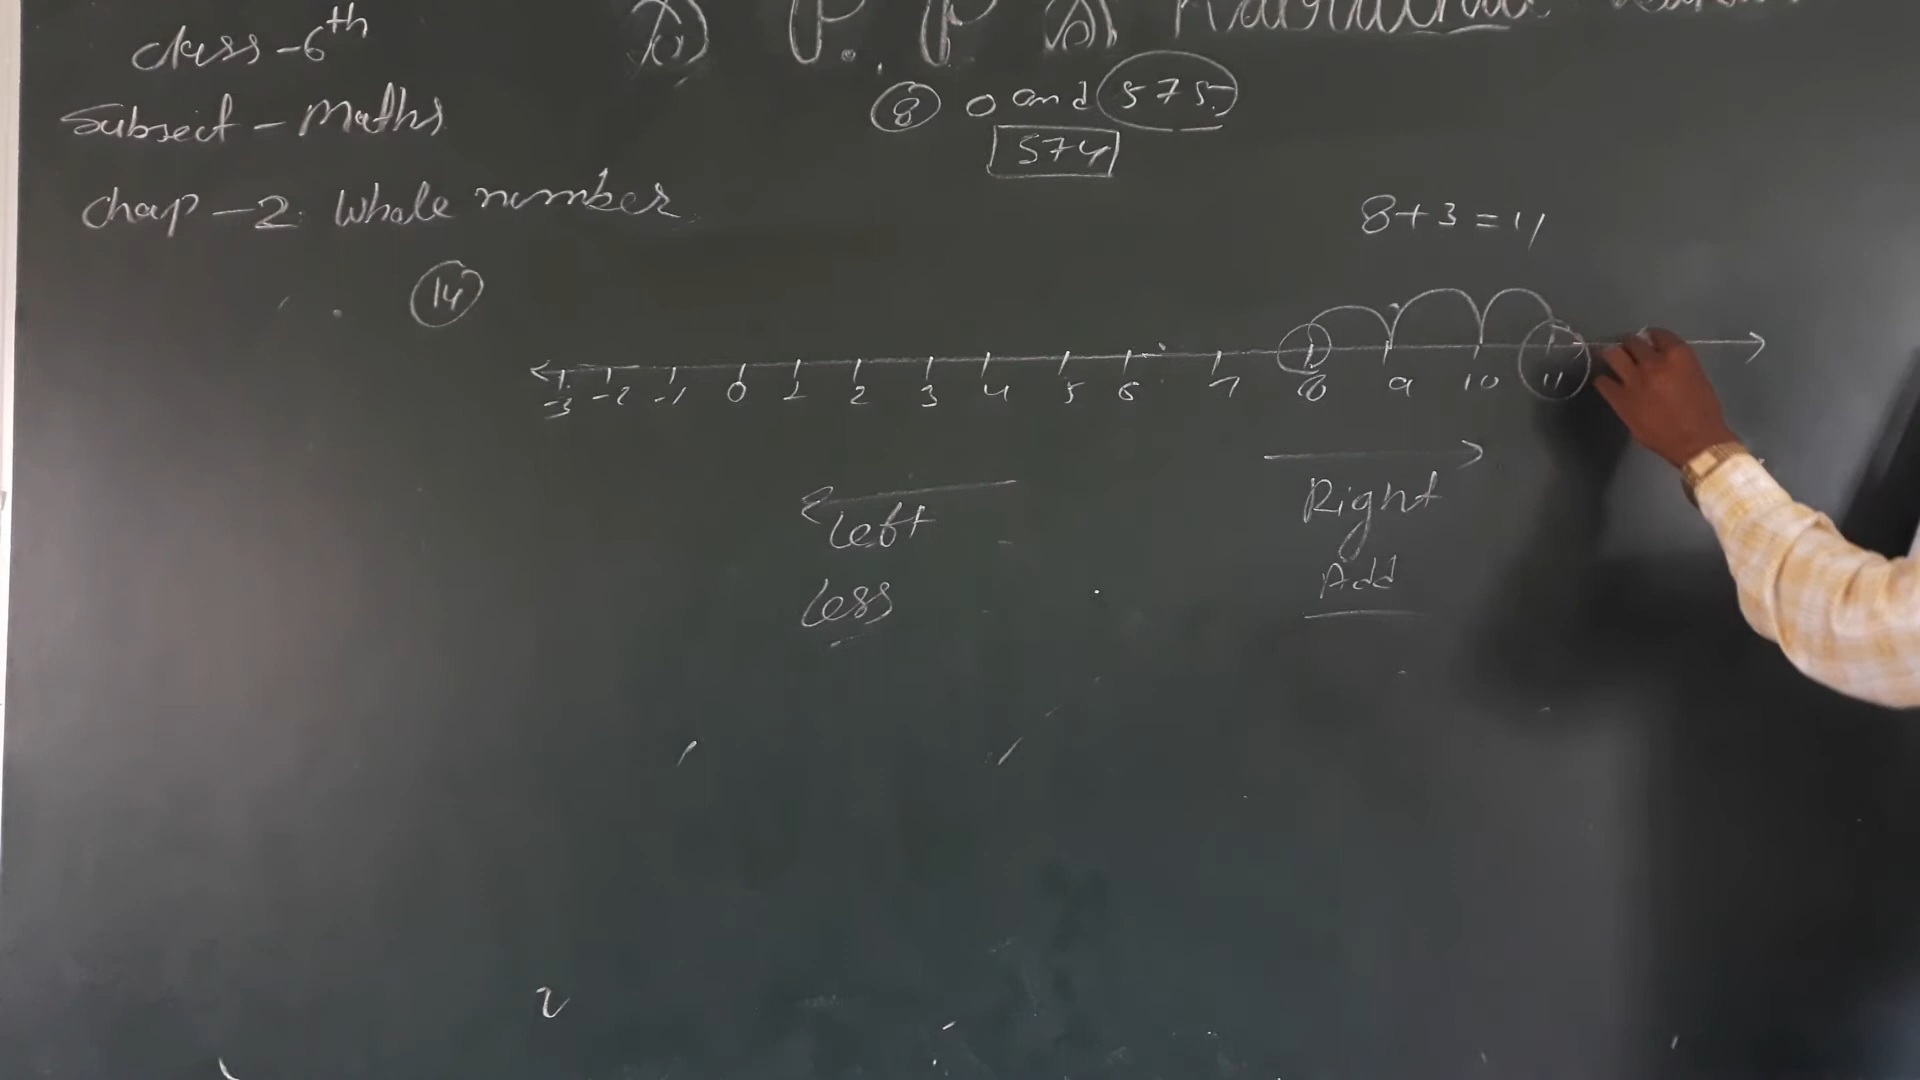 Class - 6th
Subject - Maths
Chap - 2. Whole number
8 0 and 575
574
8+3=11
14
-3 -2 -1 0 1 2 3 4 5 6 7 8 9 10 11
Left
Less
Right
Add